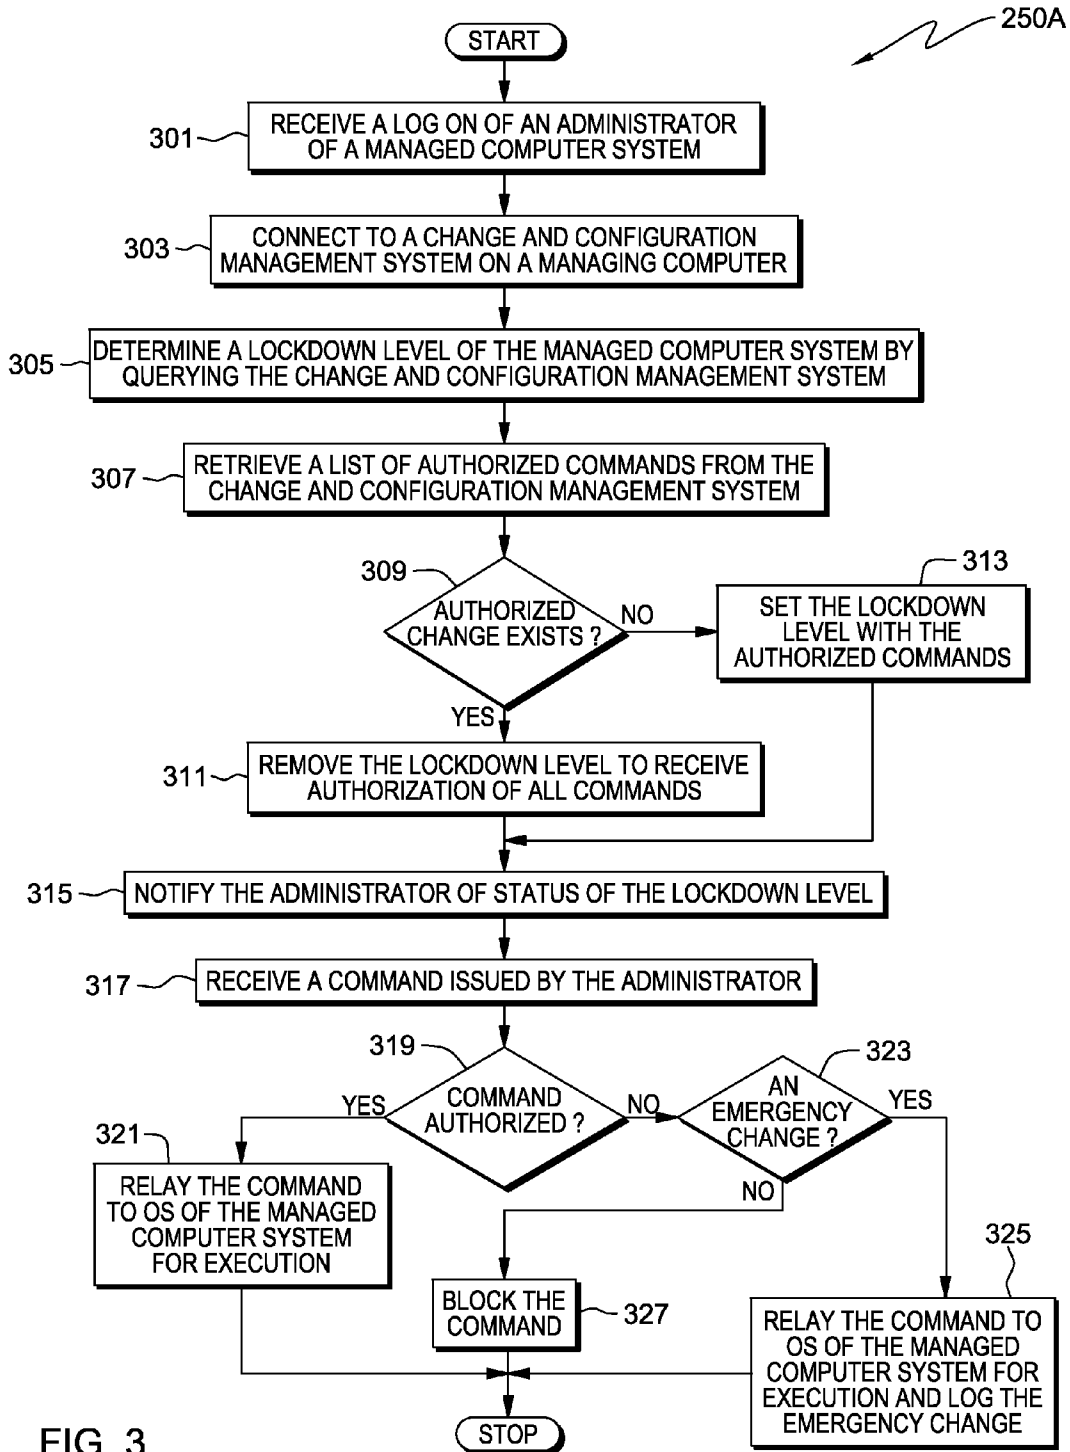 250A
START
301
RECEIVE A LOG ON OF AN ADMINISTRATOR
OF A MANAGED COMPUTER SYSTEM
303
CONNECT TO A CHANGE AND CONFIGURATION
MANAGEMENT SYSTEM ON A MANAGING COMPUTER
305
DETERMINE A LOCKDOWN LEVEL OF THE MANAGED COMPUTER SYSTEM BY
QUERYING THE CHANGE AND CONFIGURATION MANAGEMENT SYSTEM
307
RETRIEVE A LIST OF AUTHORIZED COMMANDS FROM THE
CHANGE AND CONFIGURATION MANAGEMENT SYSTEM
309
AUTHORIZED
CHANGE EXISTS ?
NO
313
SET THE LOCKDOWN
LEVEL WITH THE
AUTHORIZED COMMANDS
YES
311
REMOVE THE LOCKDOWN LEVEL TO RECEIVE
AUTHORIZATION OF ALL COMMANDS
315
NOTIFY THE ADMINISTRATOR OF STATUS OF THE LOCKDOWN LEVEL
317
RECEIVE A COMMAND ISSUED BY THE ADMINISTRATOR
319
COMMAND
AUTHORIZED ?
YES
NO
323
AN
EMERGENCY
CHANGE ?
YES
NO
321
RELAY THE COMMAND
TO OS OF THE MANAGED
COMPUTER SYSTEM
FOR EXECUTION
BLOCK THE
COMMAND
327
325
RELAY THE COMMAND TO
OS OF THE MANAGED
COMPUTER SYSTEM FOR
EXECUTION AND LOG THE
EMERGENCY CHANGE
STOP
FIG. 3